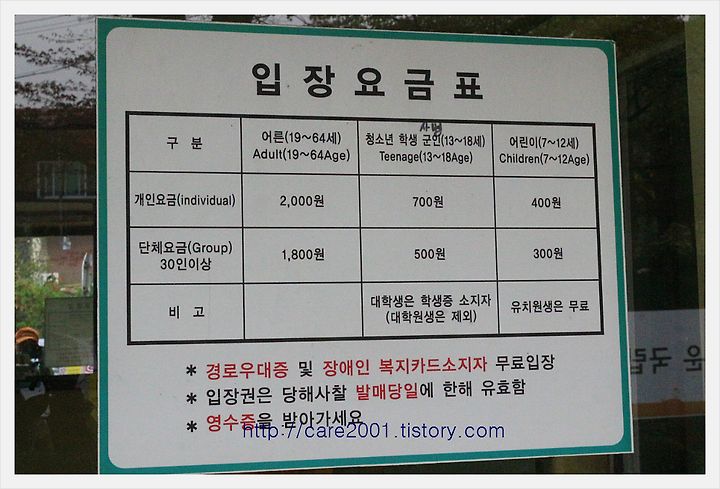 입장요금표
구 분
어른(19~64세)
Adult(19~64Age)
사병
청소년 학생 군인(13~18세)
Teenage(13~18Age)
어린이(7~12세)
Children(7~12Age)
개인요금(individual)
2,000원
700원
400원
단체요금(Group)
30인이상
1,800원
500원
300원
비 고
대학생은 학생증 소지자
(대학원생은 제외)
유치원생은 무료
* 경로우대증 및 장애인 복지카드소지자 무료입장
* 입장권은 당해사찰 발매당일에 한해 유효함
* 영수증을 받아가세요
http://care2001.tistory.com
운 국립